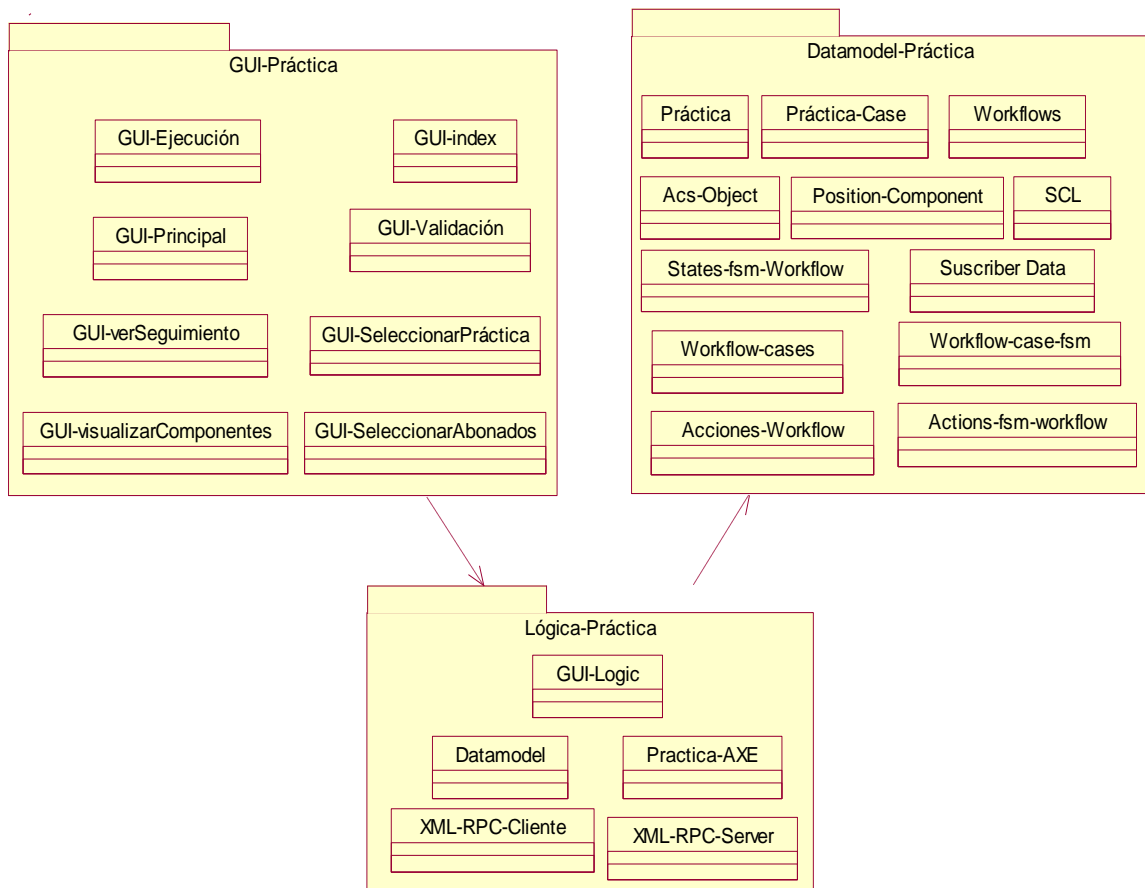 GUI-Práctica
GUI-Ejecución
GUI-index
GUI-Principal
GUI-Validación
GUI-verSeguimiento
GUI-SeleccionarPráctica
GUI-visualizarComponentes
GUI-SeleccionarAbonados
Datamodel-Práctica
Práctica
Práctica-Case
Workflows
Acs-Object
Position-Component
SCL
States-fsm-Workflow
Suscriber Data
Workflow-cases
Workflow-case-fsm
Acciones-Workflow
Actions-fsm-workflow
Lógica-Práctica
GUI-Logic
Datamodel
Practica-AXE
XML-RPC-Cliente
XML-RPC-Server